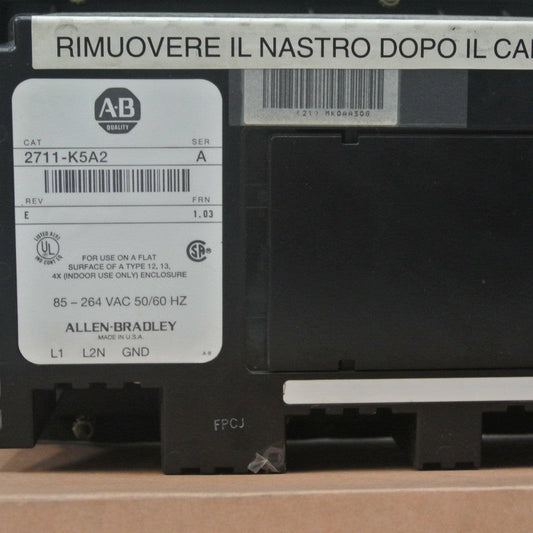 RIMUOVERE IL NASTRO DOPO IL CA
A-B
QUALITY
CAT SER
2711-K5A2 A
REV FRN
E 1.03
UL
FOR USE ON A FLAT
SURFACE OF A TYPE 12, 13,
4X (INDOOR USE ONLY) ENCLOSURE
85 – 264 VAC 50/60 HZ
ALLEN-BRADLEY
MADE IN U.S.A.
L1 L2N GND
FPCJ